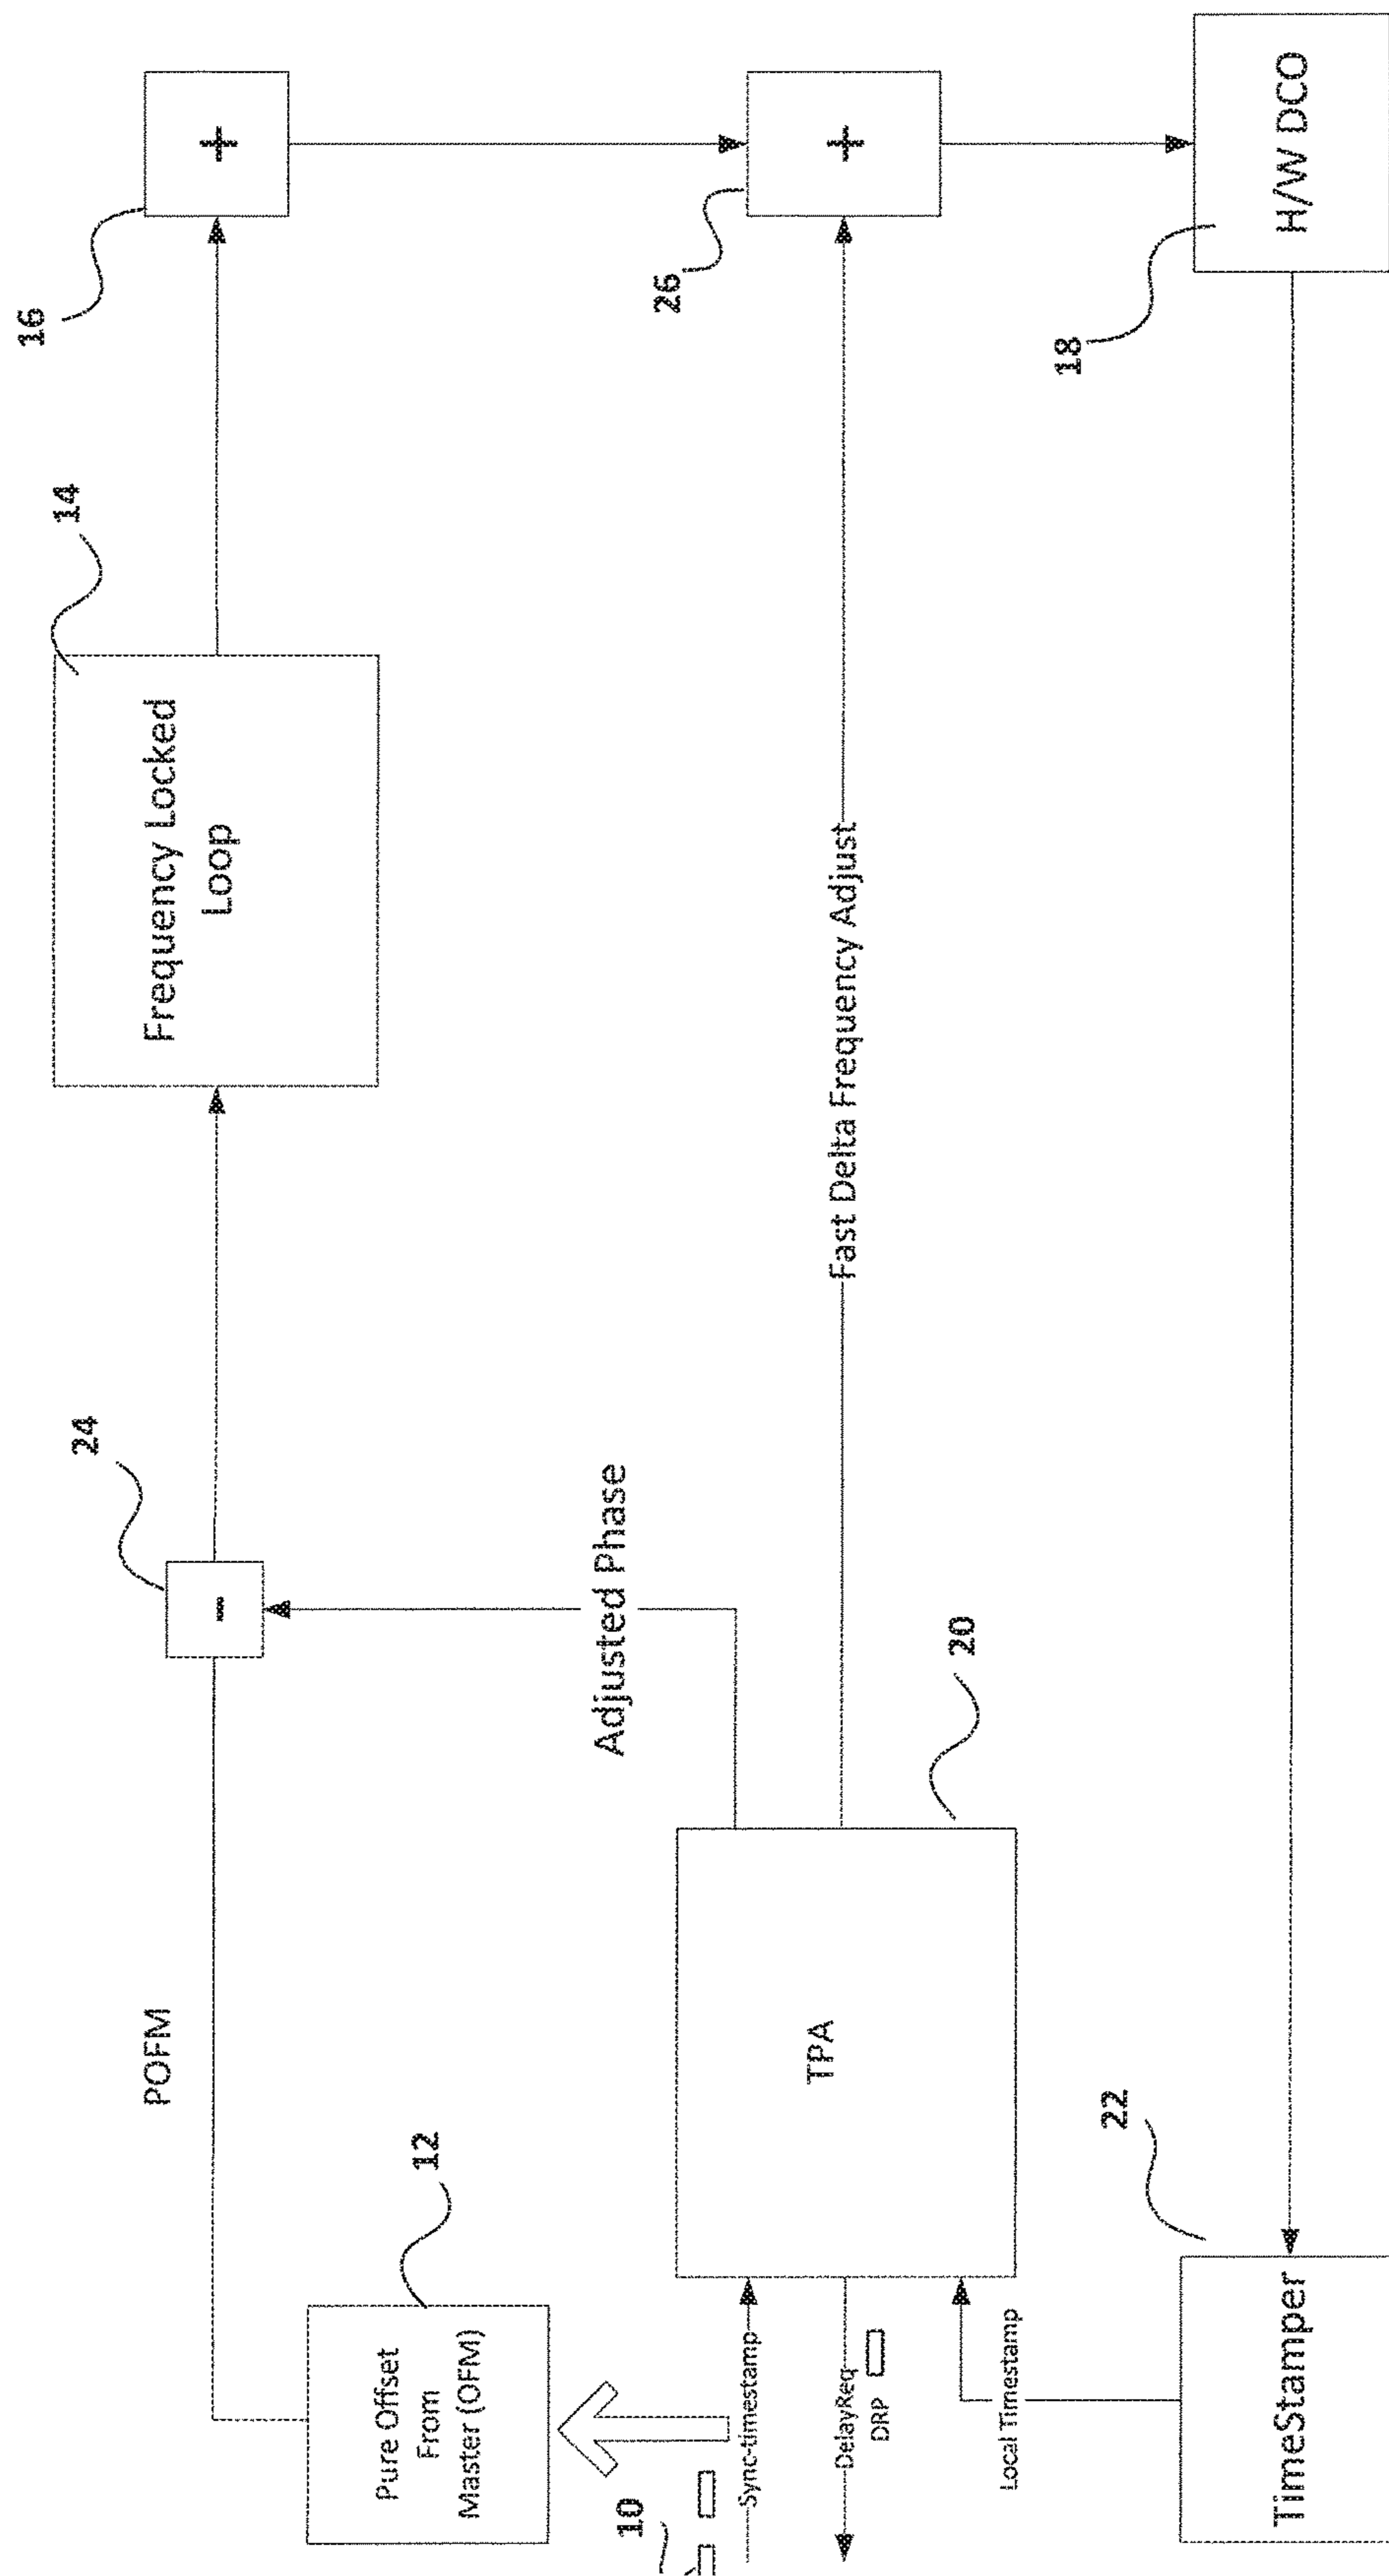 16
+
14
Frequency Locked
Loop
24
-
POFM
12
Pure Offset
From
Master (OFM)
10
Adjusted Phase
26
+
Fast Delta Frequency Adjust
20
TPA
Sync-timestamp
DelayReq
DRP
Local Timestamp
18
H/W DCO
22
TimeStamper